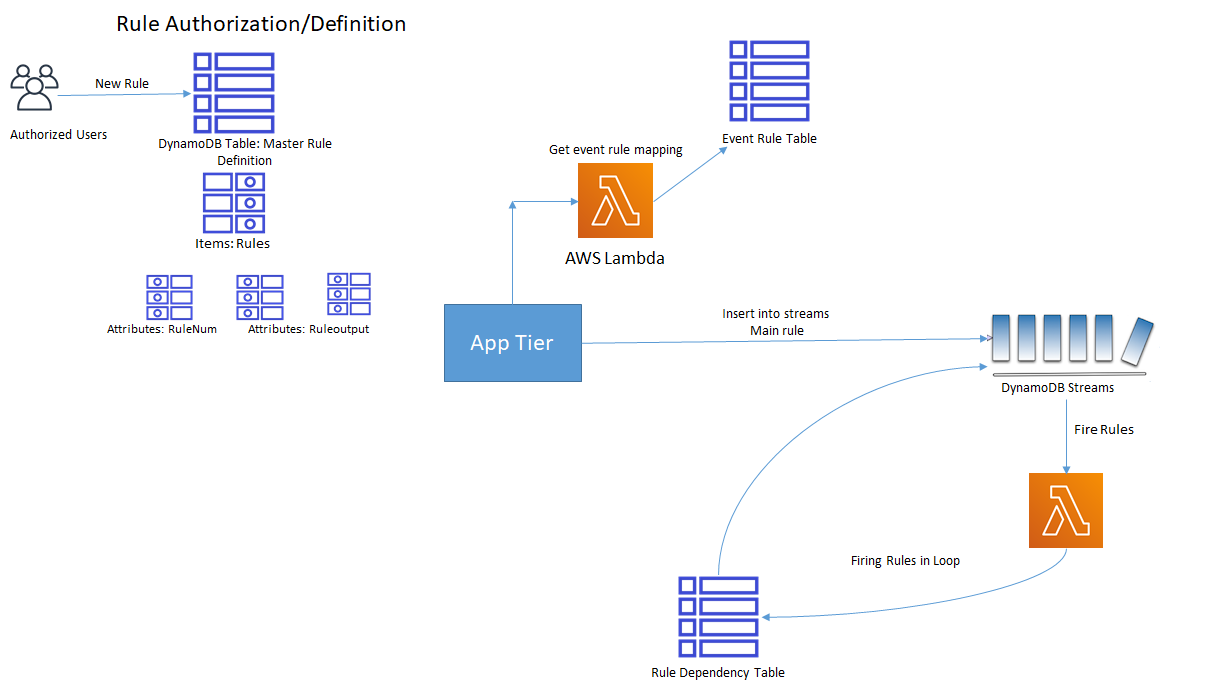 Rule Authorization/Definition
New Rule
Authorized Users
DynamoDB Table: Master Rule
Definition
Items: Rules
Attributes: RuleNum
Attributes: Ruleoutput
Event Rule Table
Get event rule mapping
AWS Lambda
App Tier
Insert into streams
Main rule
DynamoDB Streams
Fire Rules
Firing Rules in Loop
Rule Dependency Table